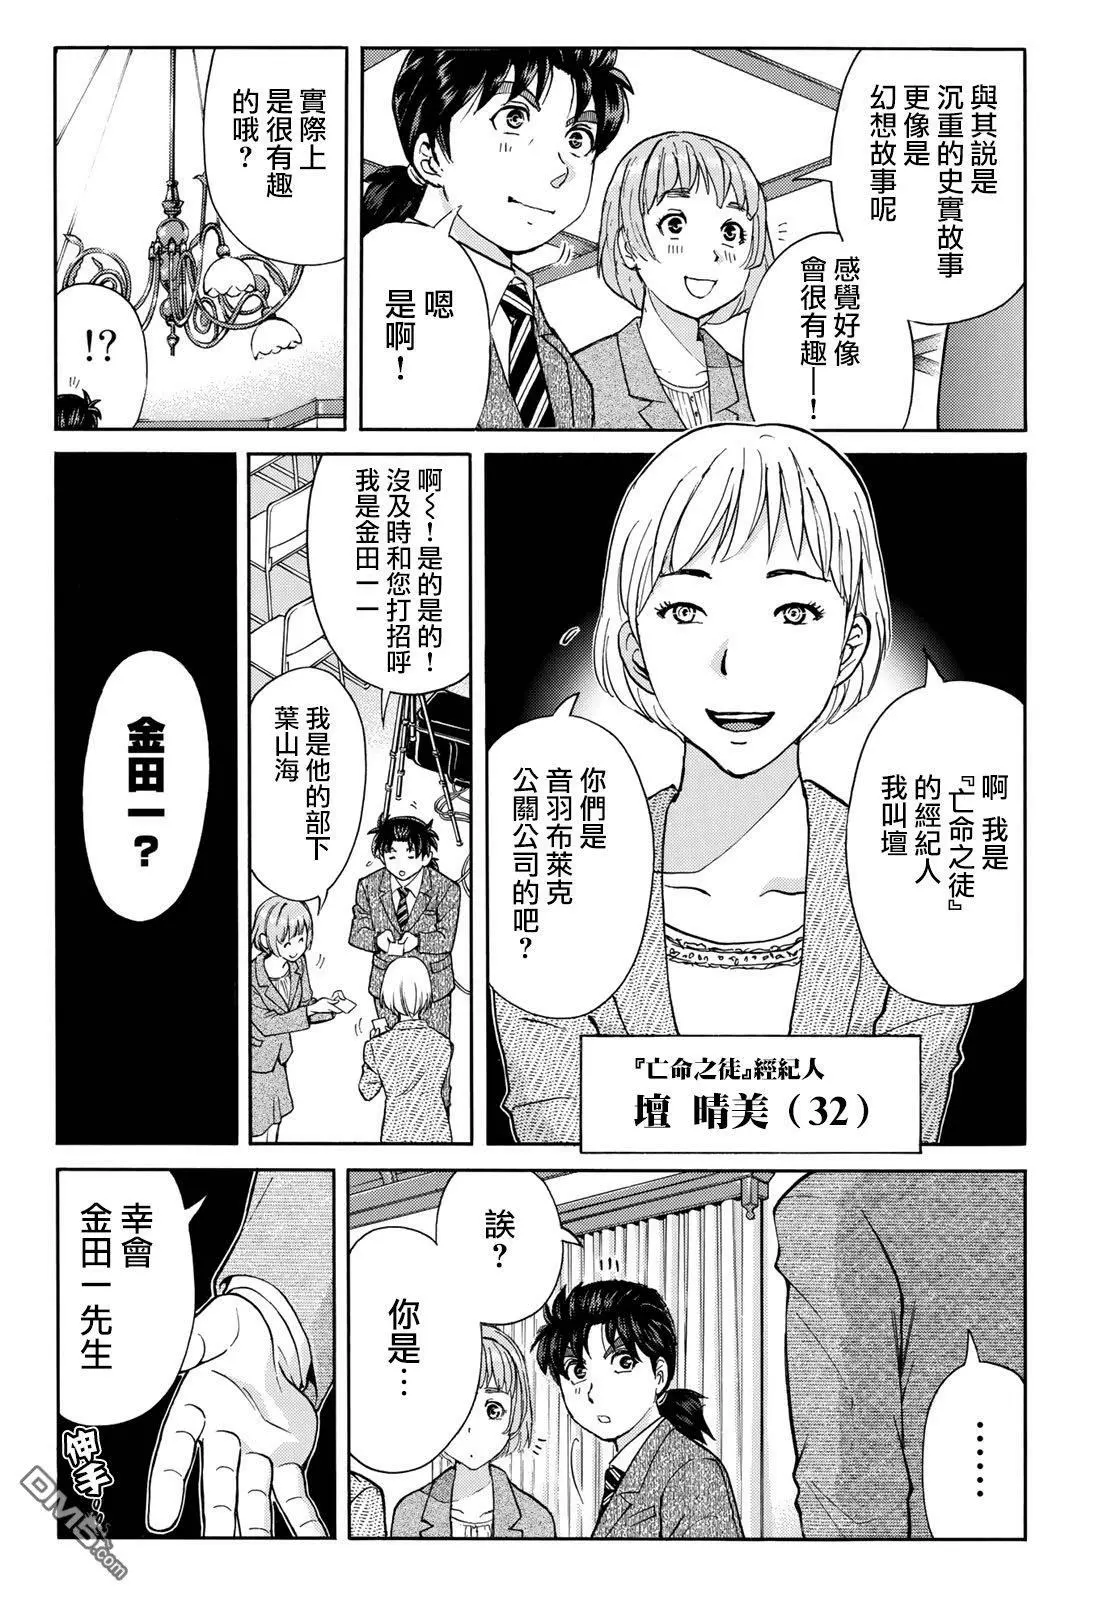 與其説是
沉重的史實故事
更像是
幻想故事呢
感覺好像
會很有趣—！
嗯
是啊！
實際上
是很有趣
的哦？
！？
啊 我是
『亡命之徒』
的經紀人
我叫壇
你們是
音羽布萊克
公關公司的吧？
『亡命之徒』經紀人
壇 晴美（32）
啊～！是的是的！
沒及時和您打招呼
我是金田一一
我是他的部下
葉山海
金田一？
……
誒？
你是…
幸會
金田一先生
伸手…
DM5.com